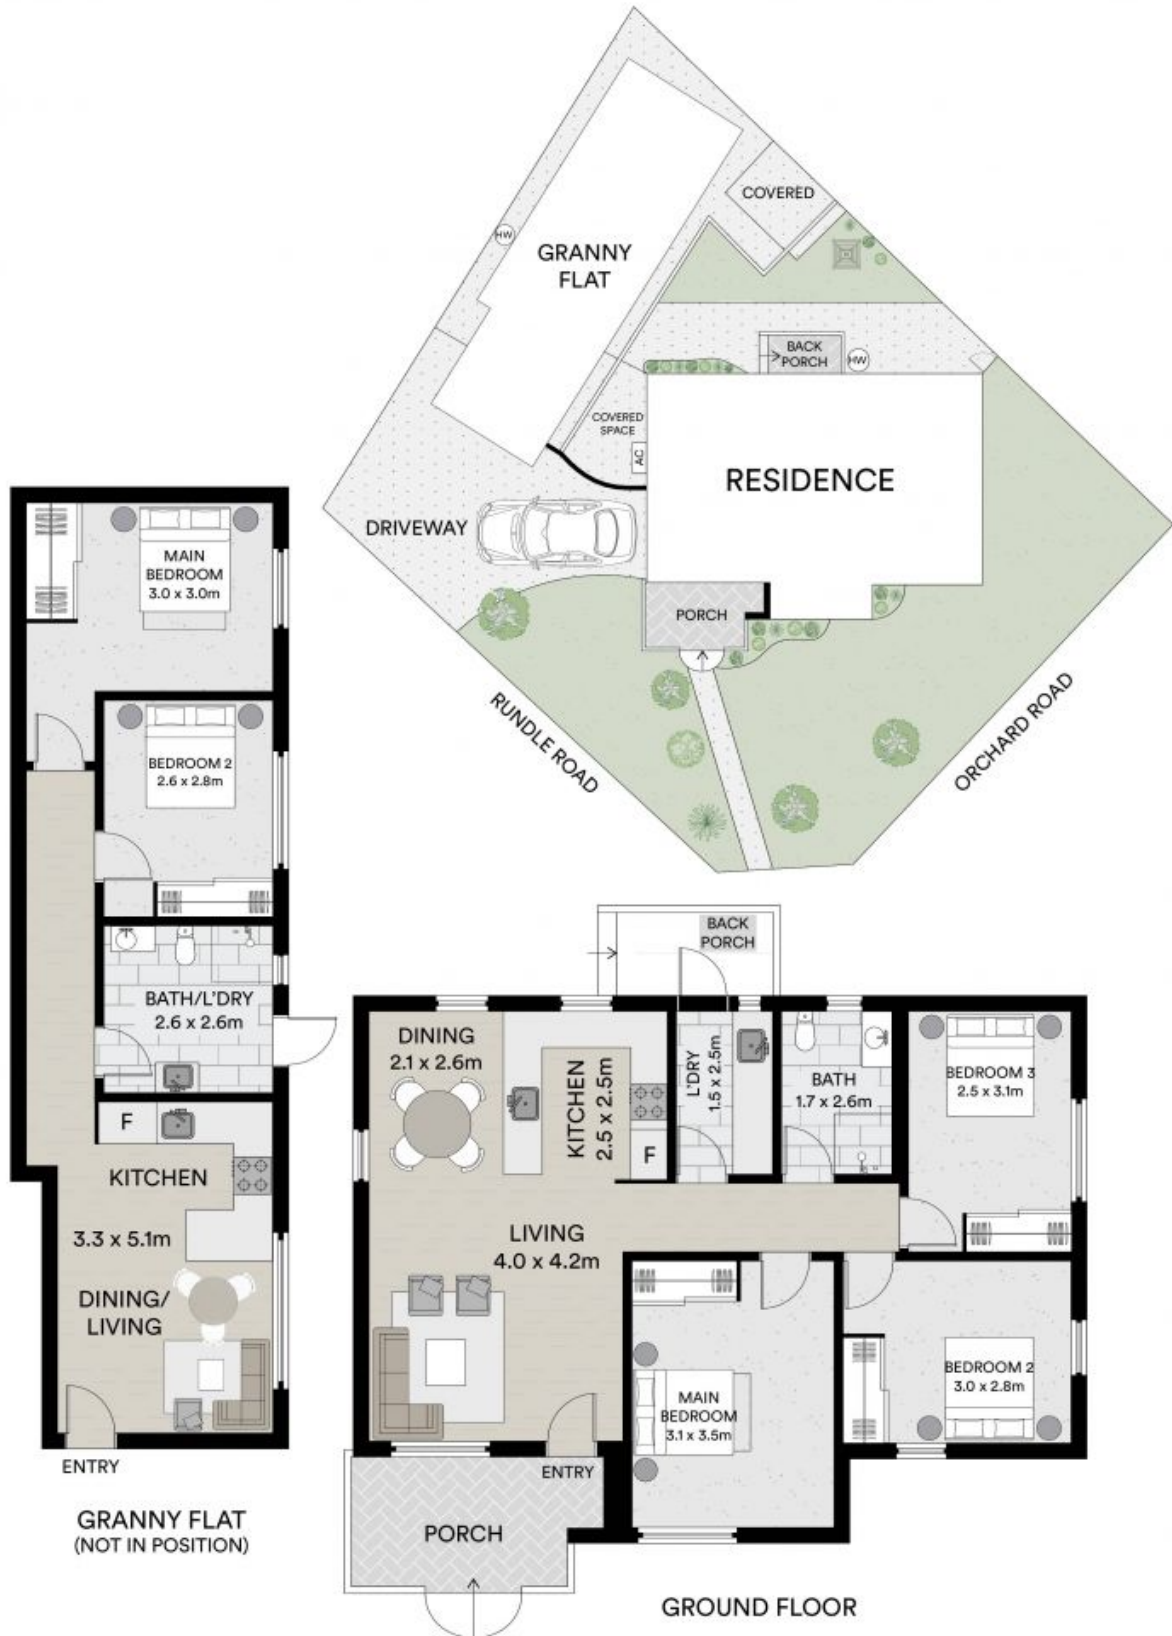 COVERED
HW
GRANNY
FLAT
BACK
PORCH
HW
COVERED
SPACE
AC
RESIDENCE
DRIVEWAY
PORCH
RUNDLE ROAD
ORCHARD ROAD
MAIN
BEDROOM
3.0 x 3.0m
BEDROOM 2
2.6 x 2.8m
BATH/L'DRY
2.6 x 2.6m
F
KITCHEN
3.3 x 5.1m
DINING/
LIVING
ENTRY
GRANNY FLAT
(NOT IN POSITION)
BACK
PORCH
DINING
2.1 x 2.6m
KITCHEN
2.5 x 2.5m
F
L'DRY
1.5 x 2.5m
BATH
1.7 x 2.6m
BEDROOM 3
2.5 x 3.1m
LIVING
4.0 x 4.2m
MAIN
BEDROOM
3.1 x 3.5m
BEDROOM 2
3.0 x 2.8m
ENTRY
PORCH
GROUND FLOOR